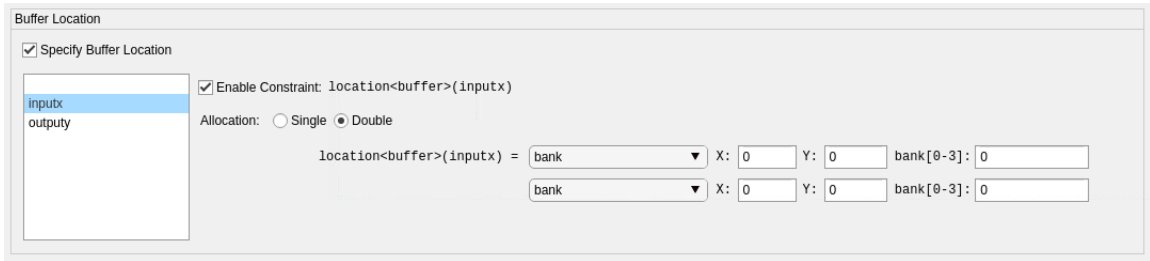 Buffer Location
Specify Buffer Location
inputx
outputy
Enable Constraint: location<buffer>(inputx)
Allocation: Single Double
location<buffer>(inputx) = bank X: 0 Y: 0 bank[0-3]: 0
bank X: 0 Y: 0 bank[0-3]: 0